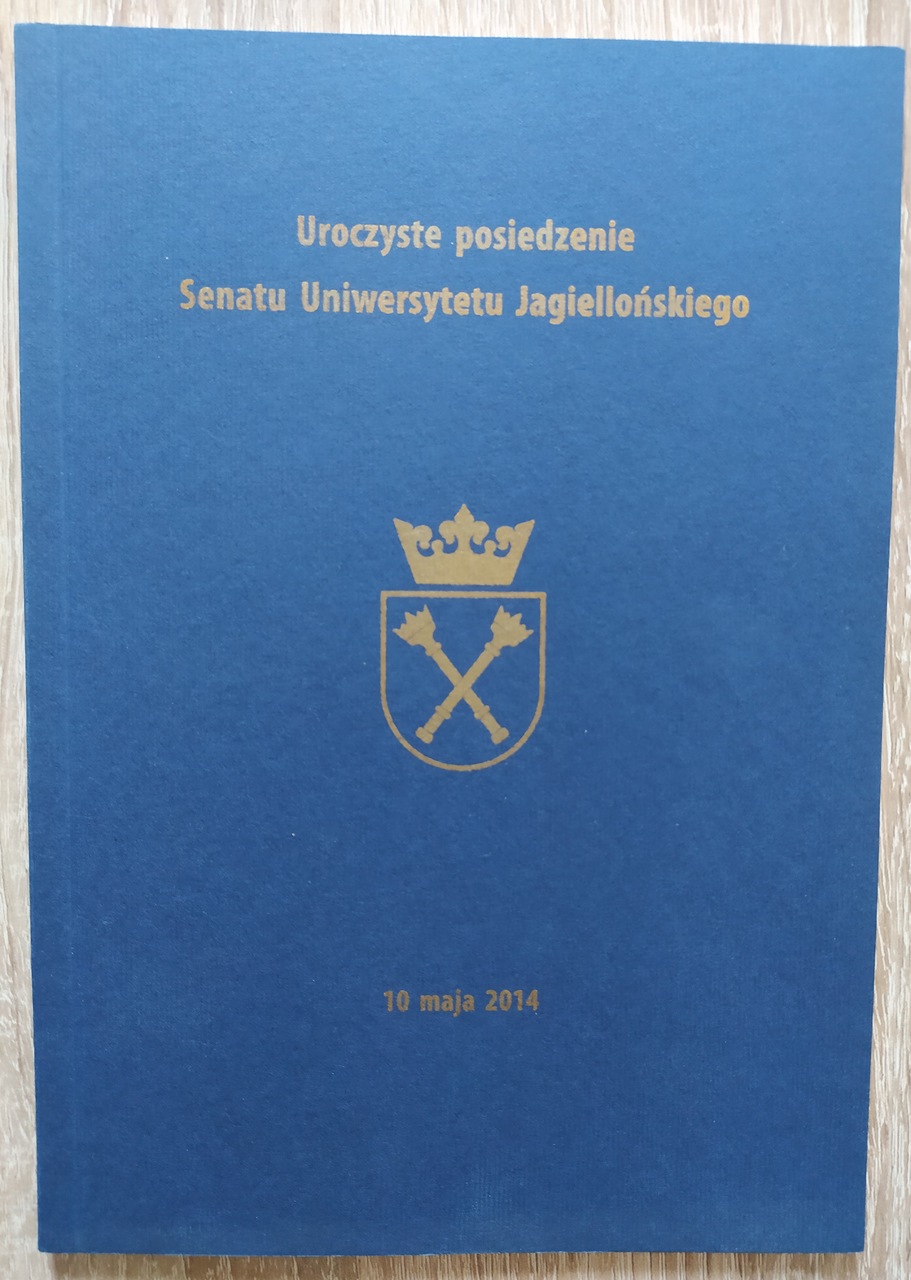 Uroczyste posiedzenie
Senatu Uniwersytetu Jagiellońskiego
10 maja 2014